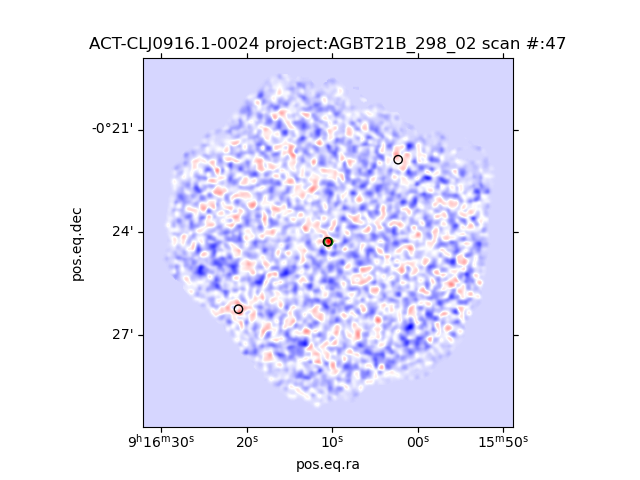 ACT-CLJ0916.1-0024 project:AGBT21B_298_02 scan #:47
-0°21'
24'
27'
pos.eq.dec
9h16m30s 20s 10s 00s 15m50s
pos.eq.ra